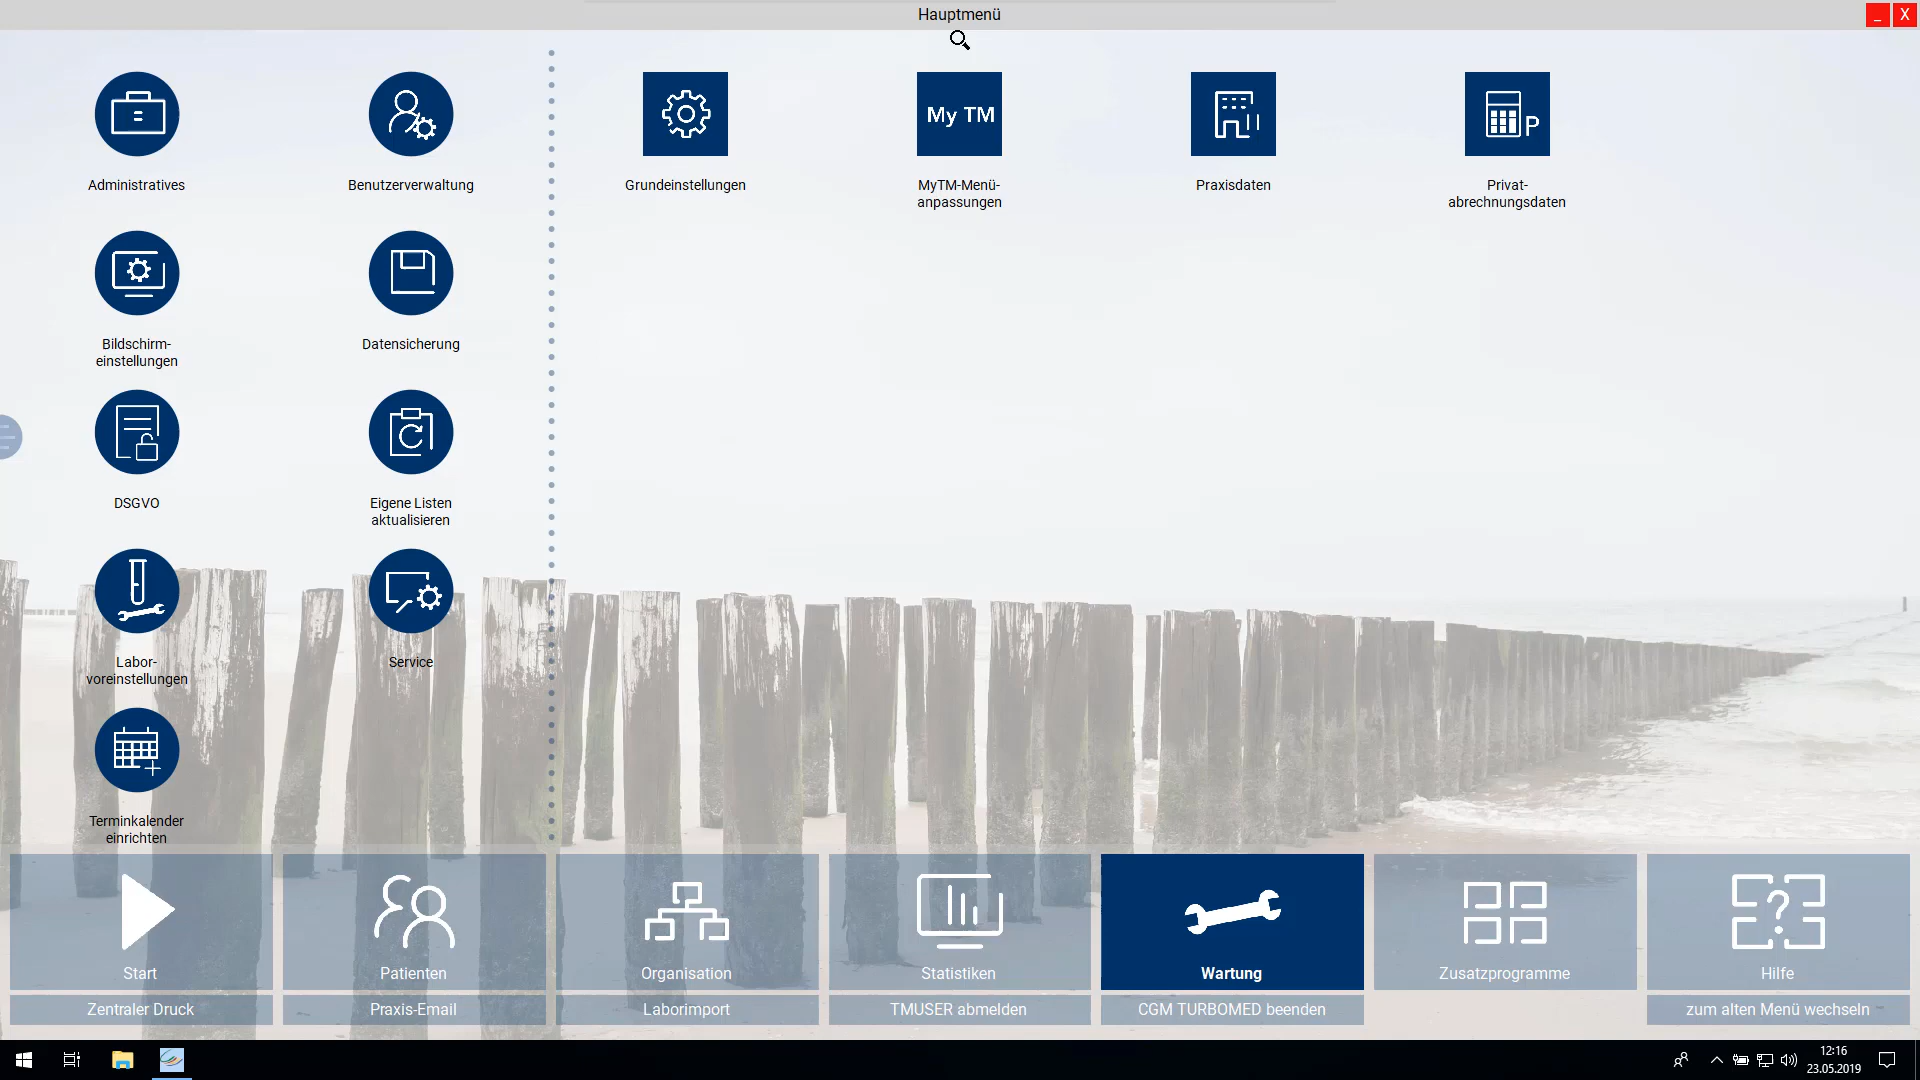 Hauptmenü
_ X
Administratives
Benutzerverwaltung
My TM
P
Grundeinstellungen
MyTM-Menü-
anpassungen
Praxisdaten
Privat-
abrechnungsdaten
Bildschirm-
einstellungen
Datensicherung
DSGVO
Eigene Listen
aktualisieren
Labor-
voreinstellungen
Service
Terminkalender
einrichten
?
Start
Patienten
Organisation
Statistiken
Wartung
Zusatzprogramme
Hilfe
Zentraler Druck
Praxis-Email
Laborimport
TMUSER abmelden
CGM TURBOMED beenden
zum alten Menü wechseln
12:16
23.05.2019